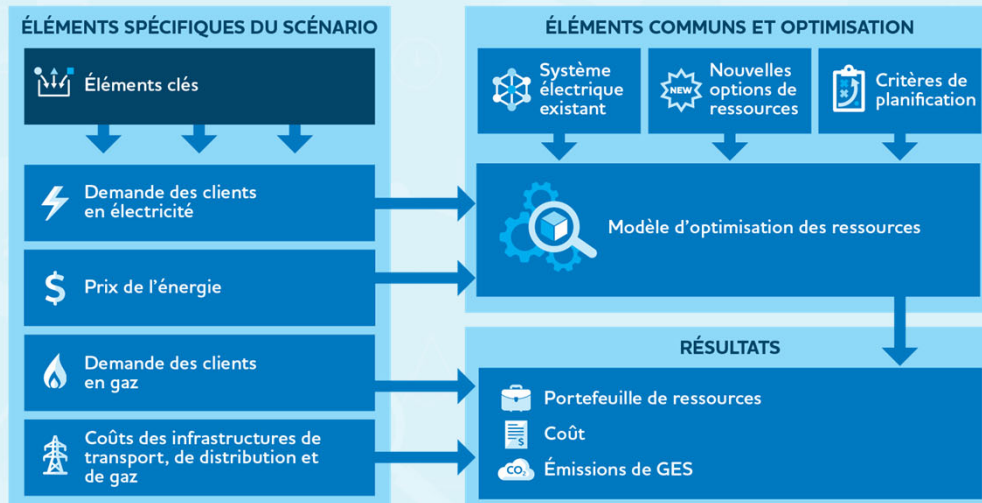 ÉLÉMENTS SPÉCIFIQUES DU SCÉNARIO
Éléments clés
Demande des clients
en électricité
$
Prix de l'énergie
Demande des clients
en gaz
Coûts des infrastructures de
transport, de distribution et
de gaz
ÉLÉMENTS COMMUNS ET OPTIMISATION
Système
électrique
existant
NEW
Nouvelles
options de
ressources
Critères de
planification
Modèle d'optimisation des ressources
RÉSULTATS
Portefeuille de ressources
$
Coût
CO₂
Émissions de GES